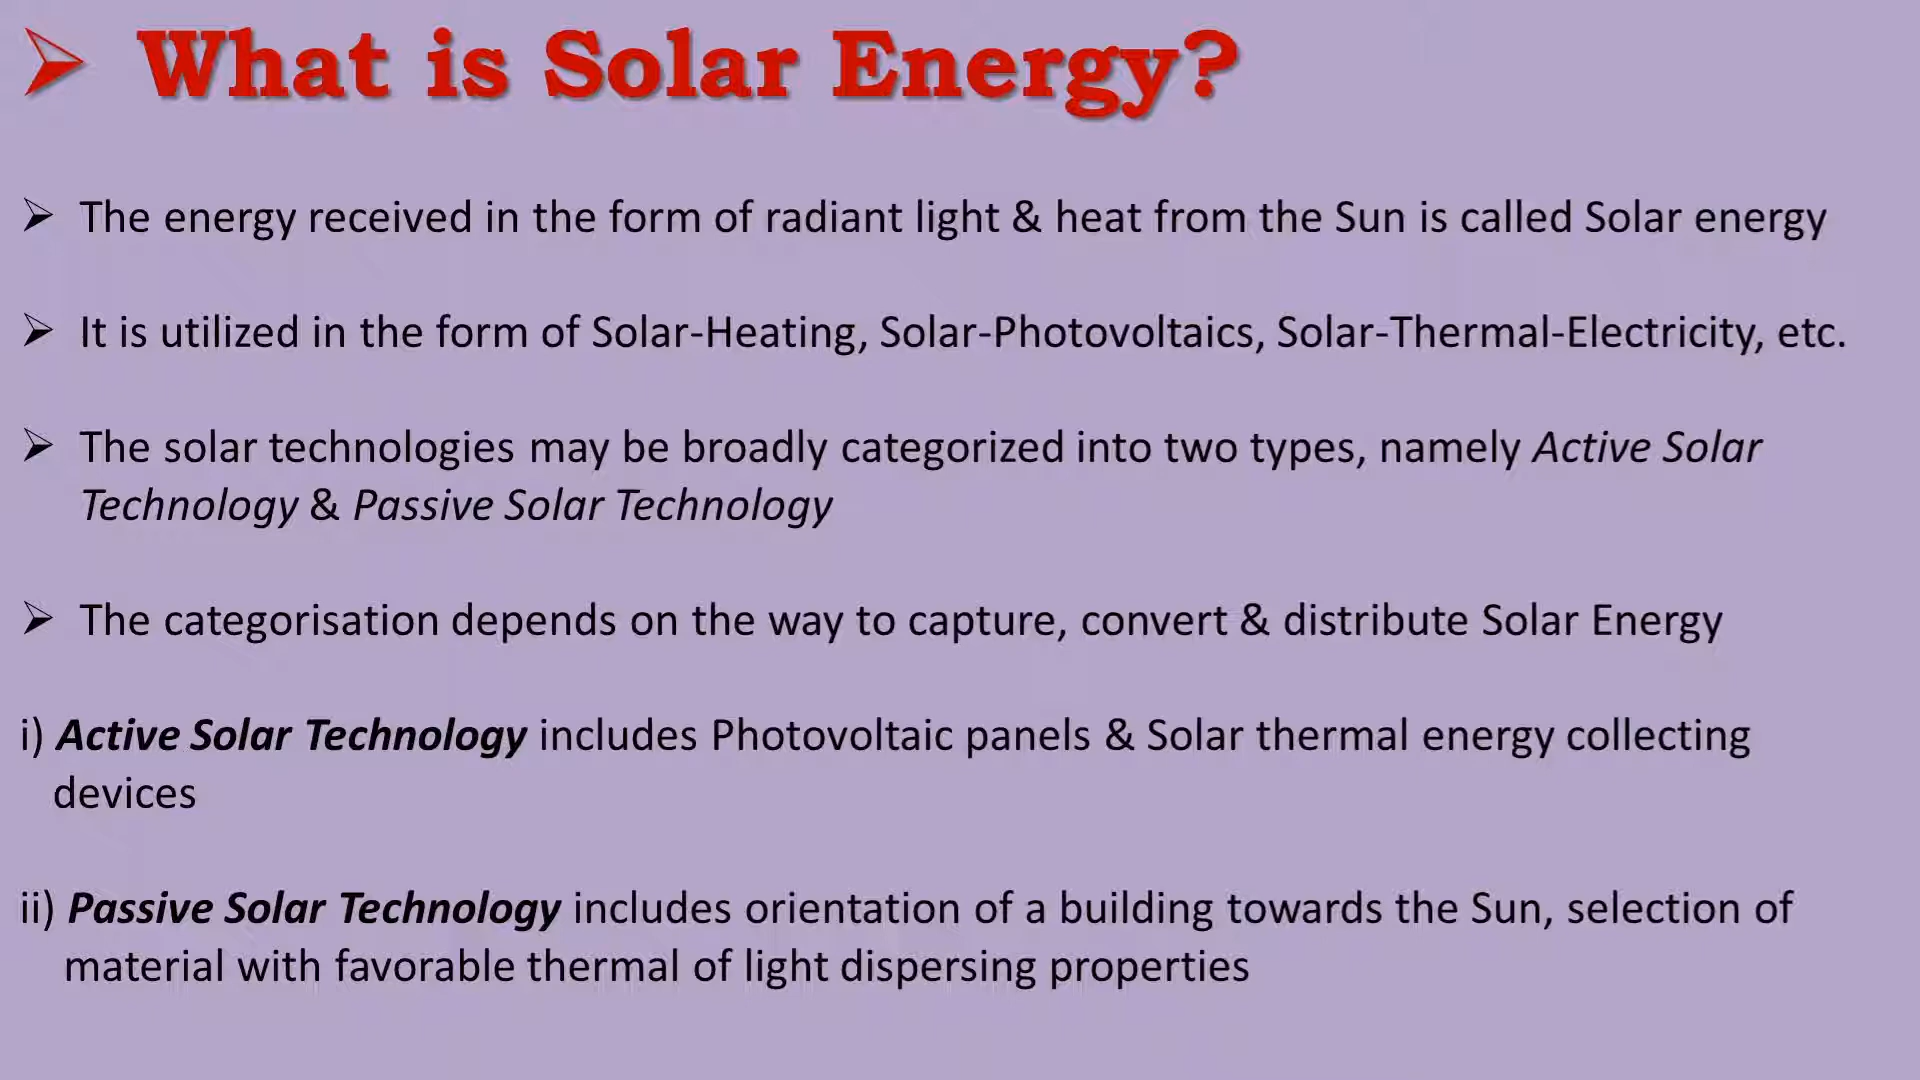 ➢ What is Solar Energy?
➢ The energy received in the form of radiant light & heat from the Sun is called Solar energy
➢ It is utilized in the form of Solar-Heating, Solar-Photovoltaics, Solar-Thermal-Electricity, etc.
➢ The solar technologies may be broadly categorized into two types, namely Active Solar
Technology & Passive Solar Technology
➢ The categorisation depends on the way to capture, convert & distribute Solar Energy
i) Active Solar Technology includes Photovoltaic panels & Solar thermal energy collecting
devices
ii) Passive Solar Technology includes orientation of a building towards the Sun, selection of
material with favorable thermal of light dispersing properties